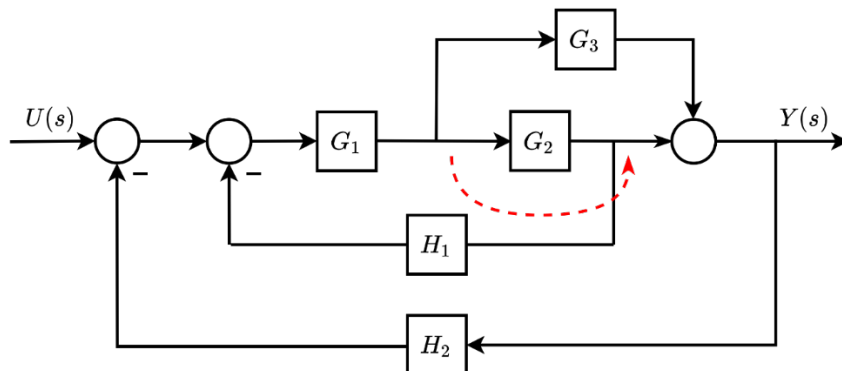 G₃
U(s)
Y(s)
G₁
G₂
−
−
H₁
H₂